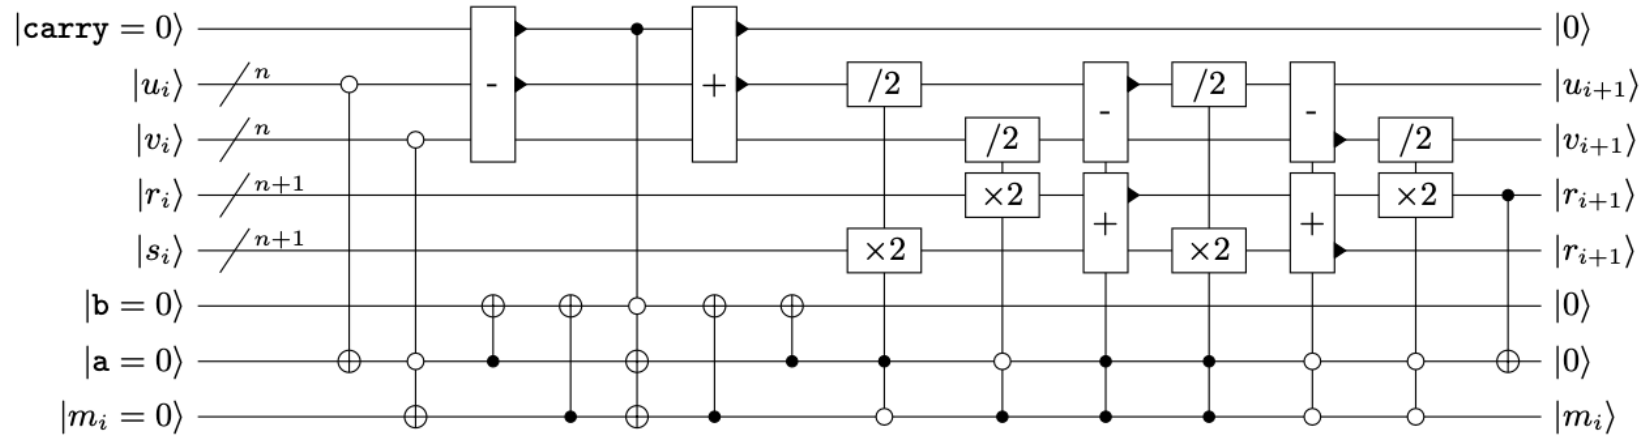 |carry = 0⟩ - + |0⟩
|u_i⟩ n /2 /2 |u_{i+1}⟩
|v_i⟩ n /2 - - /2 |v_{i+1}⟩
|r_i⟩ n+1 ×2 ×2 |r_{i+1}⟩
|s_i⟩ n+1 ×2 + ×2 + |r_{i+1}⟩
|b = 0⟩ |0⟩
|a = 0⟩ |0⟩
|m_i = 0⟩ |m_i⟩